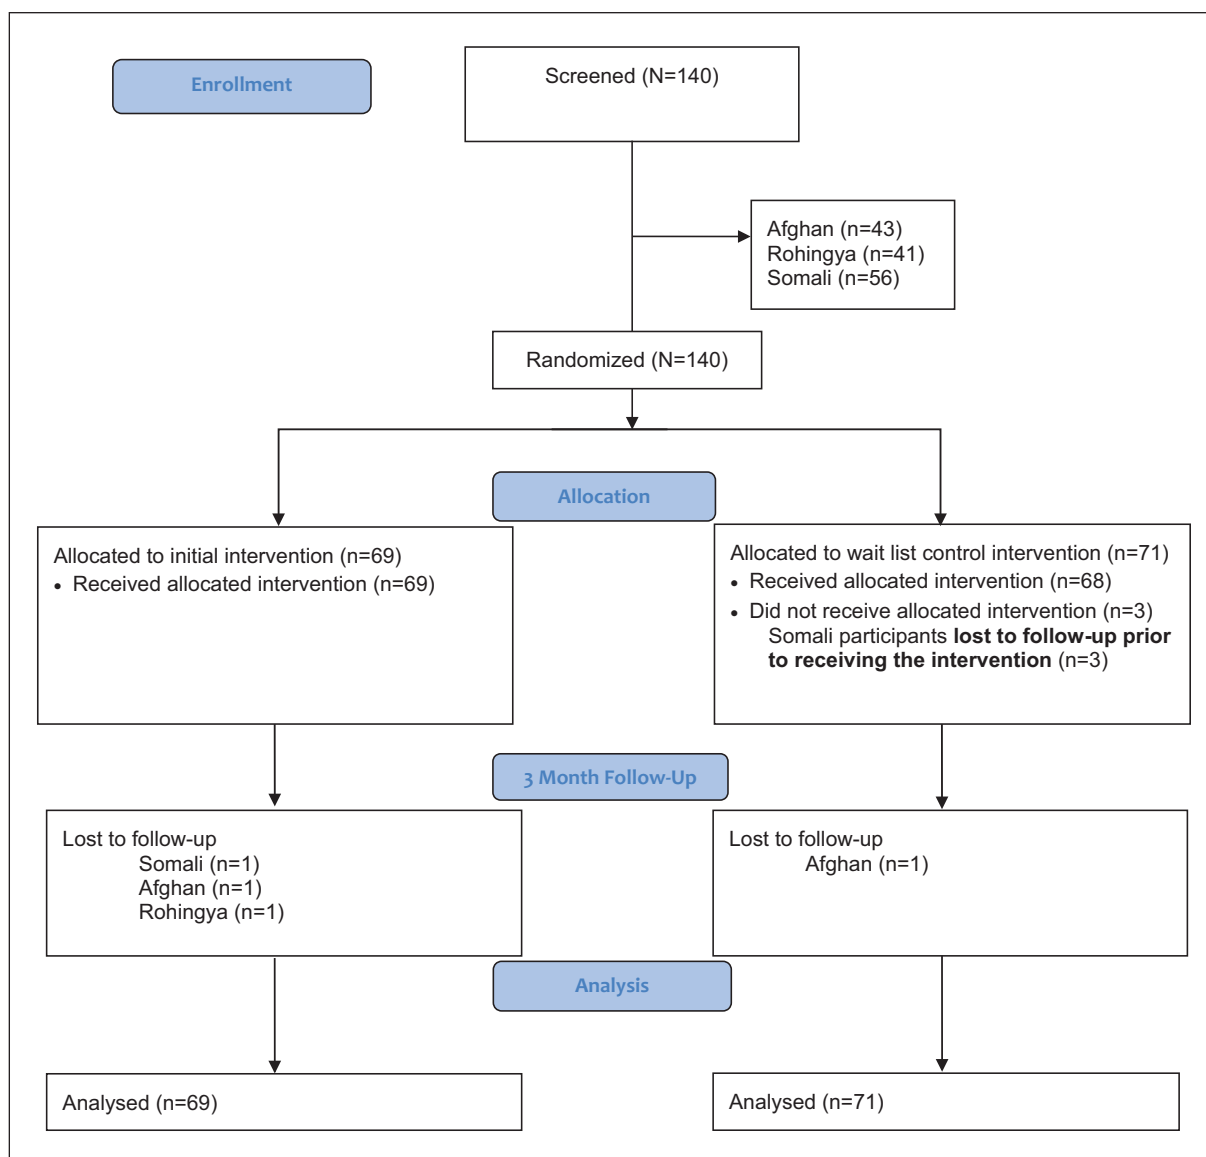 Enrollment
Screened (N=140)
Afghan (n=43)
Rohingya (n=41)
Somali (n=56)
Randomized (N=140)
Allocation
Allocated to initial intervention (n=69)
• Received allocated intervention (n=69)
Allocated to wait list control intervention (n=71)
• Received allocated intervention (n=68)
• Did not receive allocated intervention (n=3)
Somali participants lost to follow-up prior
to receiving the intervention (n=3)
3 Month Follow-Up
Lost to follow-up
Somali (n=1)
Afghan (n=1)
Rohingya (n=1)
Lost to follow-up
Afghan (n=1)
Analysis
Analysed (n=69)
Analysed (n=71)